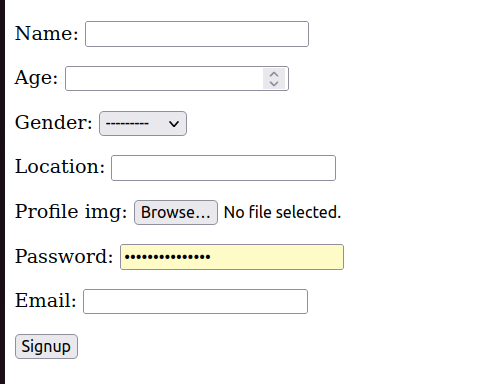 Name:
Age:
Gender: ---------
Location:
Profile img: Browse... No file selected.
Password: •••••••••••••••
Email:
Signup